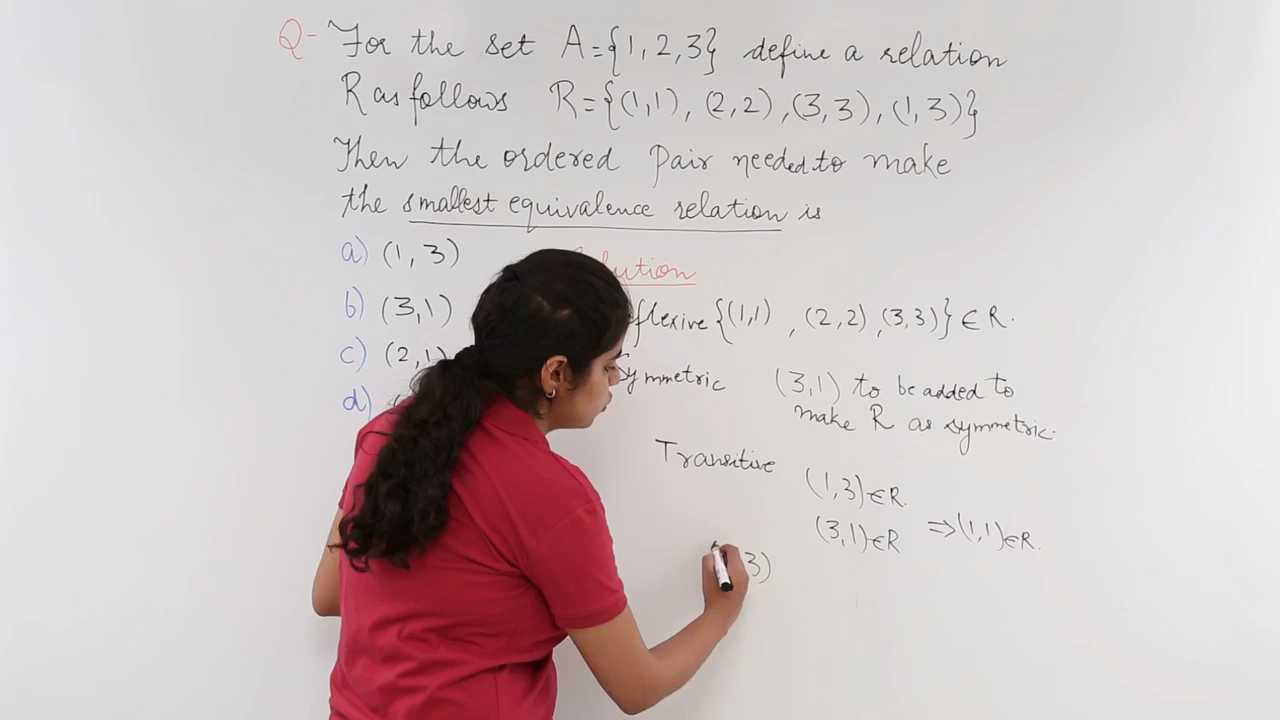 Q- For the set A={1,2,3} define a relation
R as follows R={(1,1), (2,2), (3,3), (1,3)}
Then the ordered pair needed to make
the smallest equivalence relation is
a) (1,3)
b) (3,1)
c) (2,1)
d) (
lution
flexive {(1,1) , (2,2) , (3,3)} ∈ R.
Symmetric (3,1) to be added to
make R as symmetric.
Transitive
(1,3)∈R.
(3,1)∈R ⇒(1,1)∈R.
3)